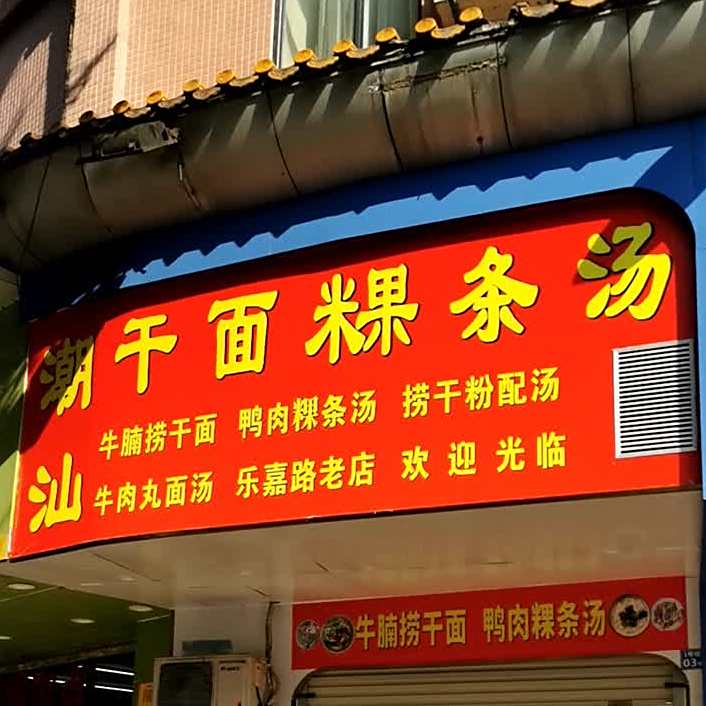 潮汕
干面粿条汤
牛腩捞干面 鸭肉粿条汤 捞干粉配汤
牛肉丸面汤 乐嘉路老店 欢迎光临
牛腩捞干面 鸭肉粿条汤
03